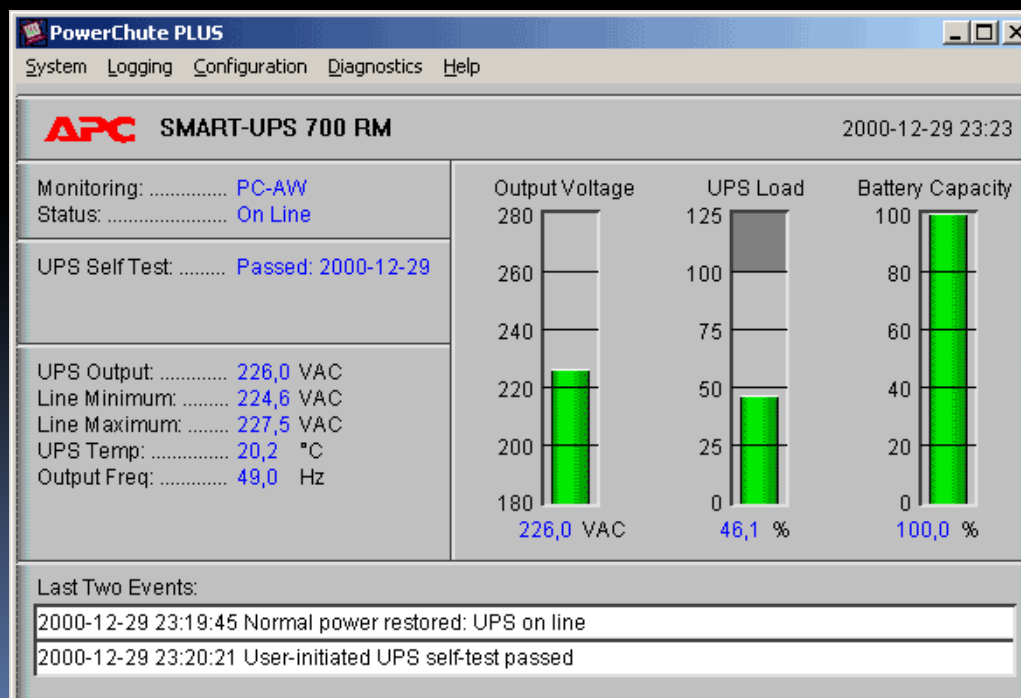 PowerChute PLUS
System Logging Configuration Diagnostics Help
APC SMART-UPS 700 RM 2000-12-29 23:23
Monitoring: .............. PC-AW
Status: ...................... On Line
UPS Self Test: ........ Passed: 2000-12-29
UPS Output: ............ 226,0 VAC
Line Minimum: ........ 224,6 VAC
Line Maximum: ....... 227,5 VAC
UPS Temp: .............. 20,2 °C
Output Freq: ............ 49,0 Hz
Output Voltage
280
260
240
220
200
180
226,0 VAC
UPS Load
125
100
75
50
25
0
46,1 %
Battery Capacity
100
80
60
40
20
0
100,0 %
Last Two Events:
2000-12-29 23:19:45 Normal power restored: UPS on line
2000-12-29 23:20:21 User-initiated UPS self-test passed